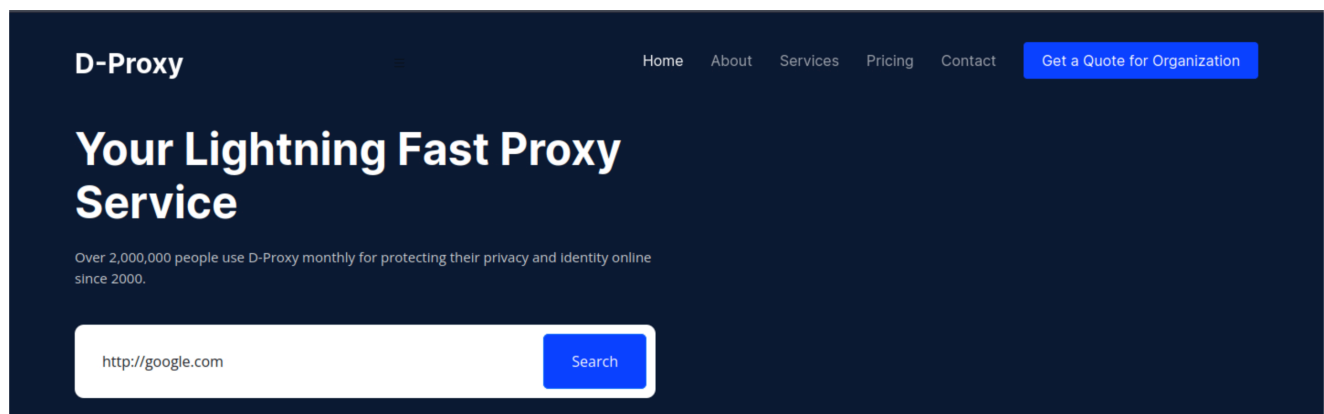 D-Proxy
Home About Services Pricing Contact Get a Quote for Organization
Your Lightning Fast Proxy
Service
Over 2,000,000 people use D-Proxy monthly for protecting their privacy and identity online
since 2000.
http://google.com Search